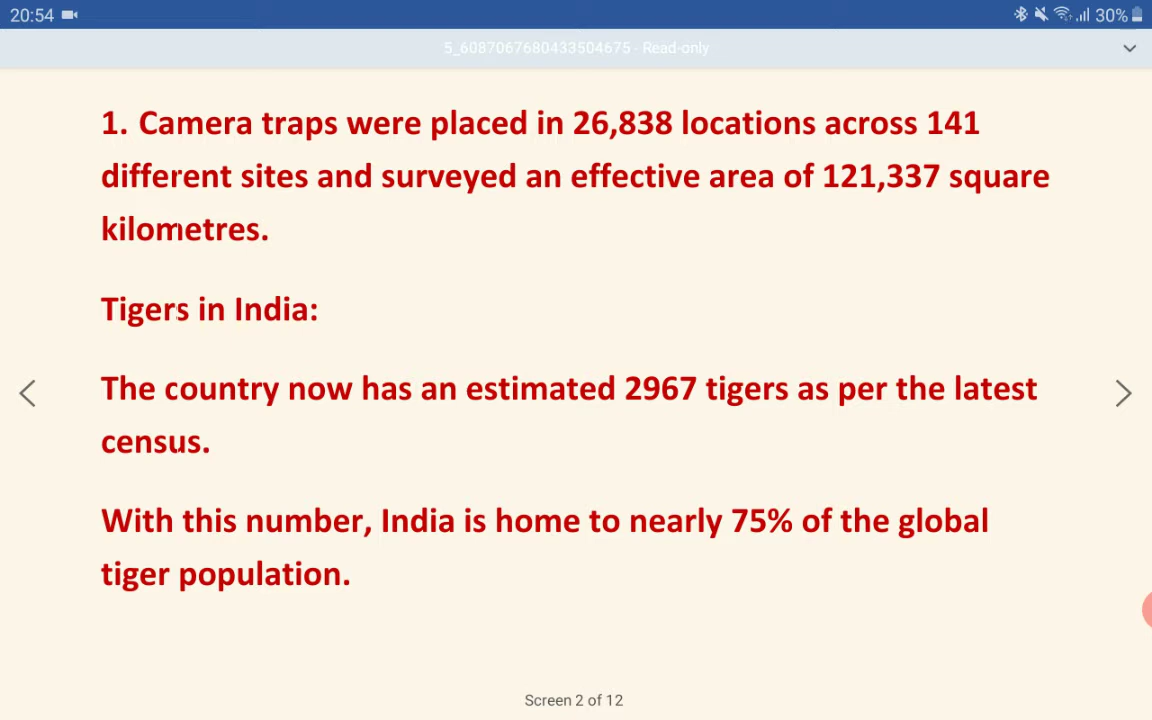 20:54
30%
5_6087067680433504675 - Read-only
1. Camera traps were placed in 26,838 locations across 141
different sites and surveyed an effective area of 121,337 square
kilometres.
Tigers in India:
The country now has an estimated 2967 tigers as per the latest
census.
With this number, India is home to nearly 75% of the global
tiger population.
Screen 2 of 12